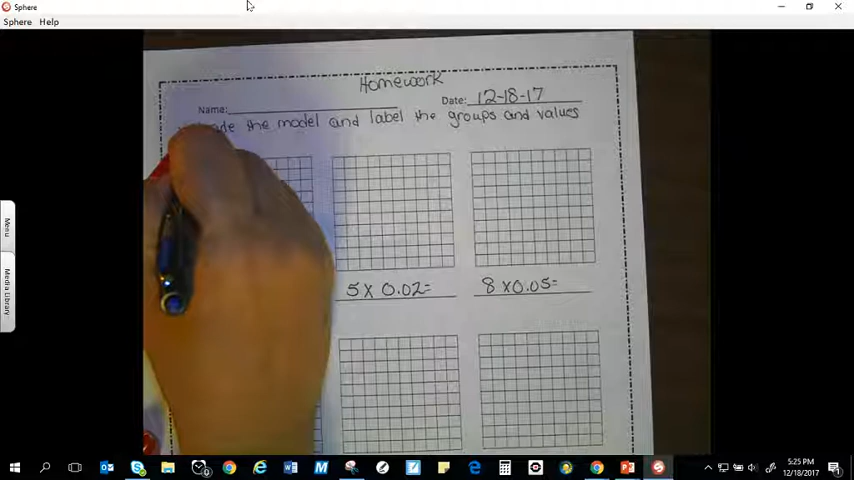 Sphere
Sphere Help
Homework
Name:
Date: 12-18-17
the model and label the groups and values
5 x 0.02=
8 x 0.05=
Menu
Media Library
5:25 PM
12/18/2017